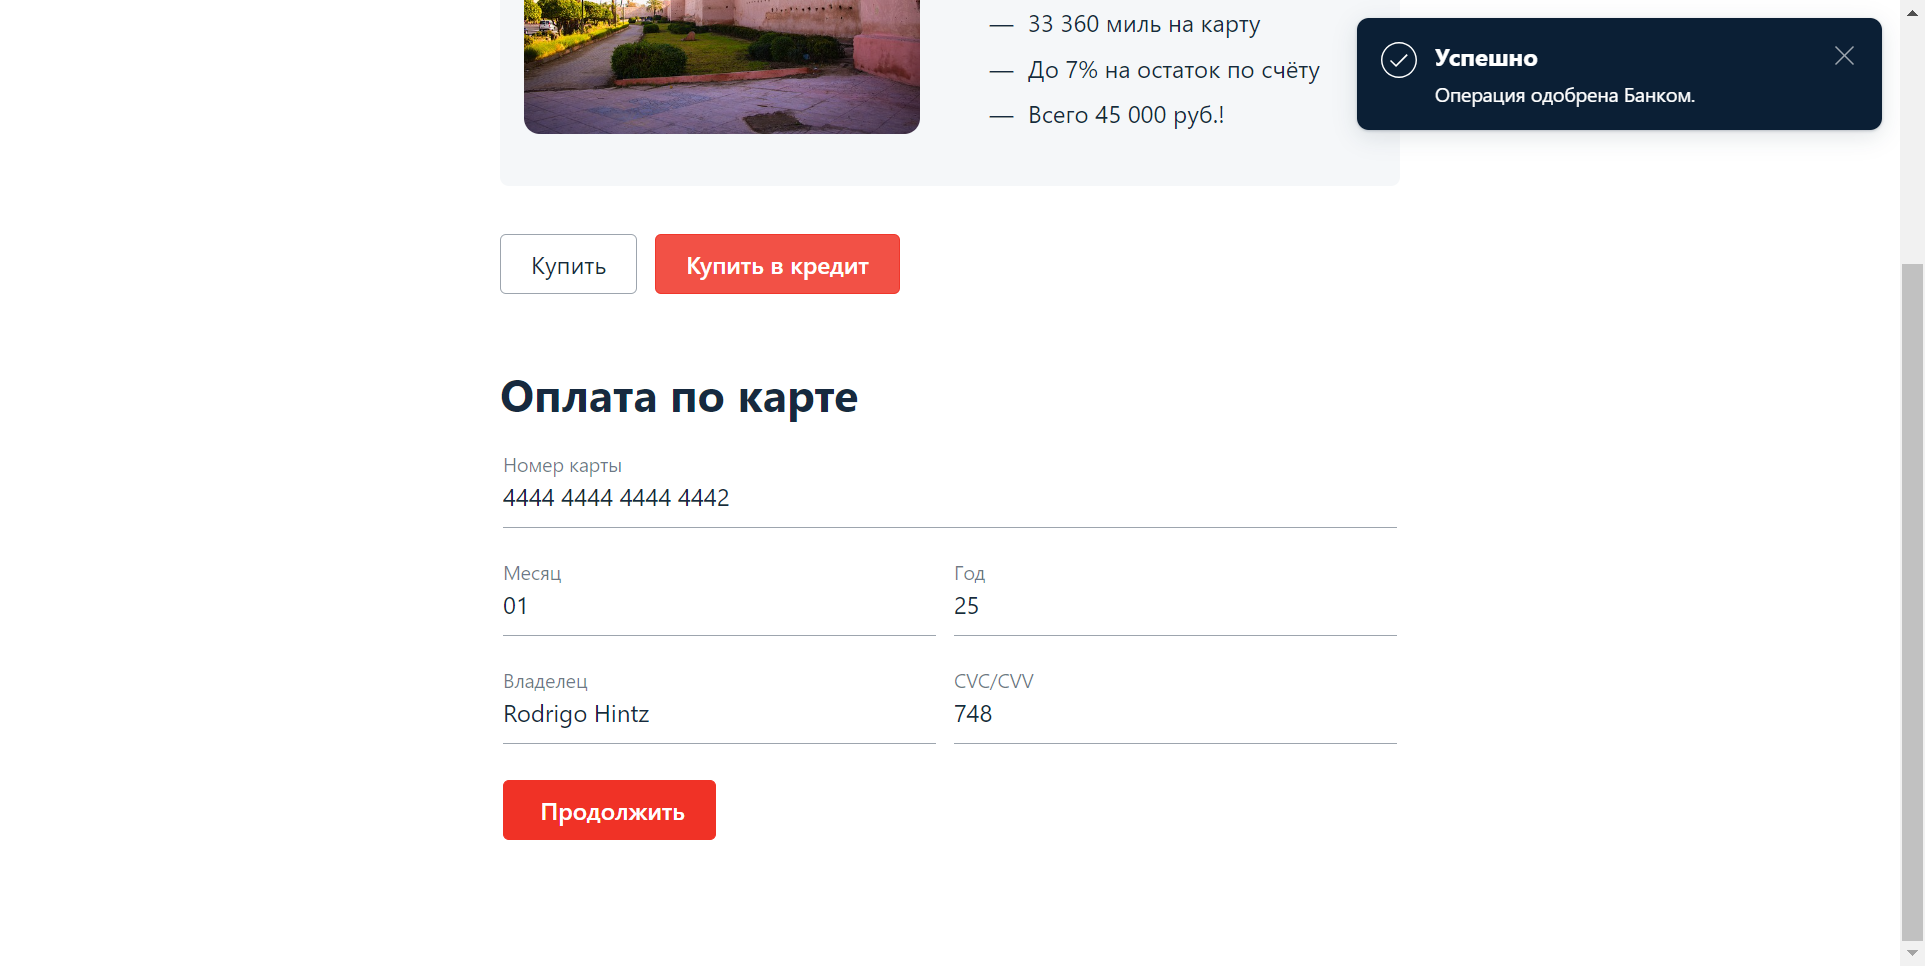 — 33 360 миль на карту
— До 7% на остаток по счёту
— Всего 45 000 руб.!
Успешно
Операция одобрена Банком.
Купить
Купить в кредит
Оплата по карте
Номер карты
4444 4444 4444 4442
Месяц
Год
01
25
Владелец
CVC/CVV
Rodrigo Hintz
748
Продолжить